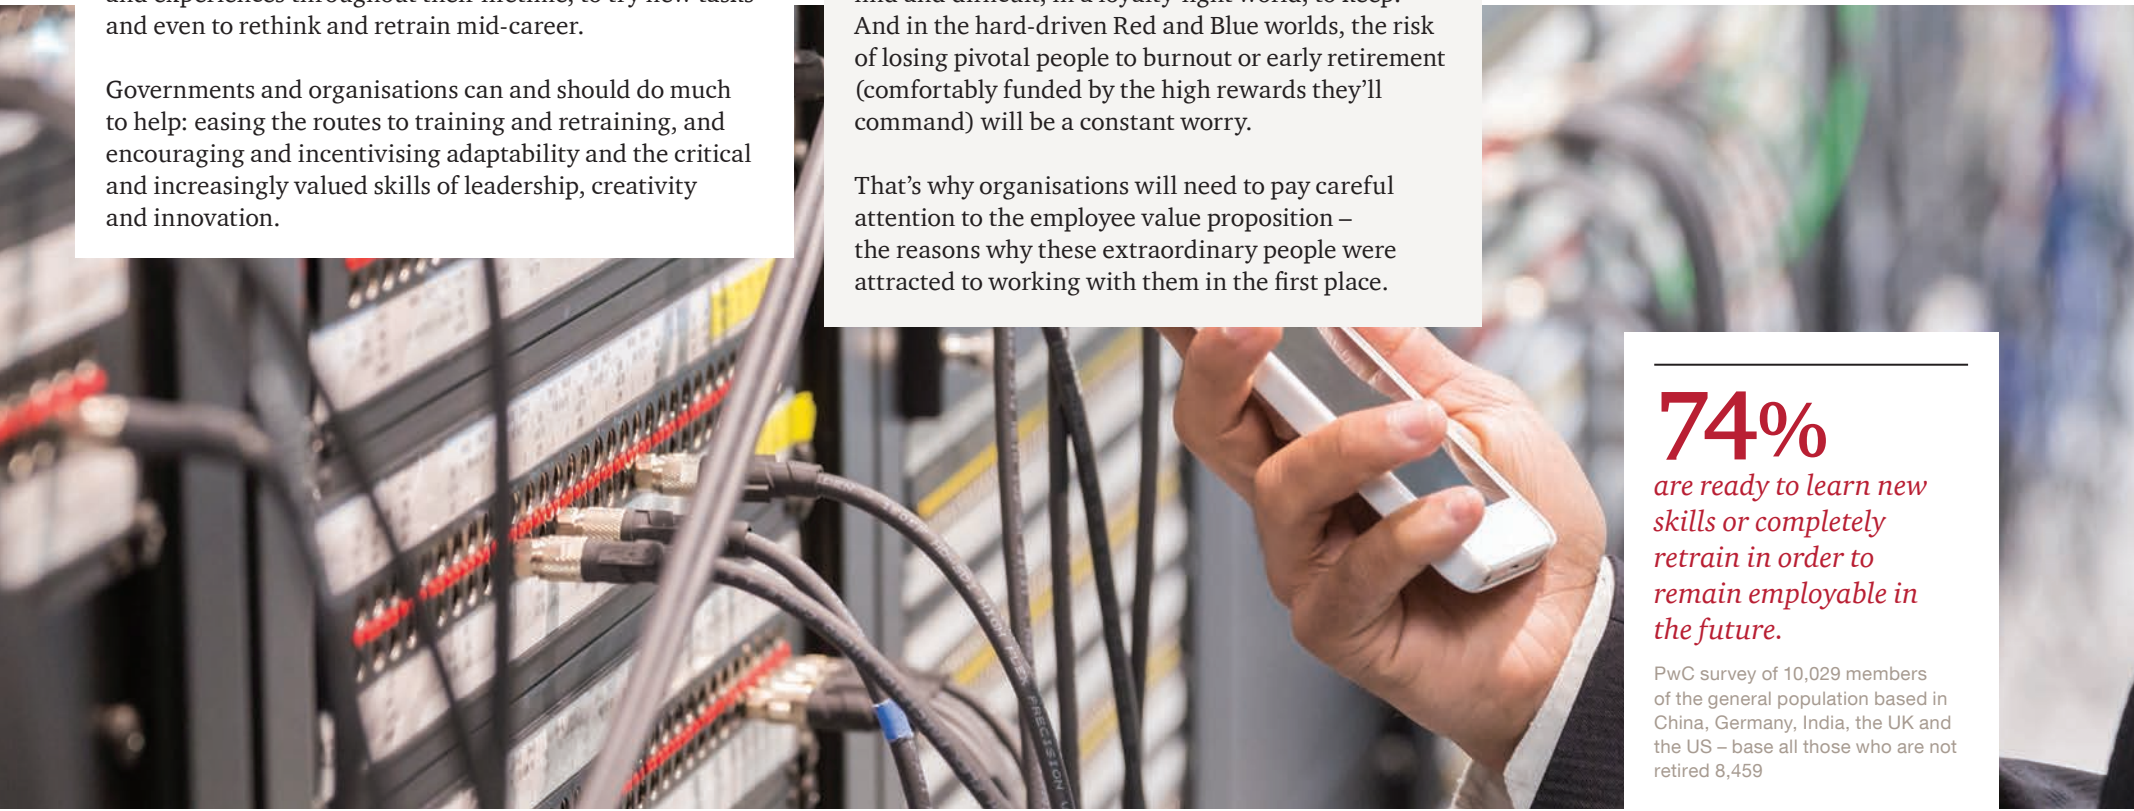 and even to rethink and retrain mid-career.
Governments and organisations can and should do much
to help: easing the routes to training and retraining, and
encouraging and incentivising adaptability and the critical
and increasingly valued skills of leadership, creativity
and innovation.
And in the hard-driven Red and Blue worlds, the risk
of losing pivotal people to burnout or early retirement
(comfortably funded by the high rewards they’ll
command) will be a constant worry.
That’s why organisations will need to pay careful
attention to the employee value proposition –
the reasons why these extraordinary people were
attracted to working with them in the first place.
74%
are ready to learn new
skills or completely
retrain in order to
remain employable in
the future.
PwC survey of 10,029 members
of the general population based in
China, Germany, India, the UK and
the US – base all those who are not
retired 8,459
PRECISION